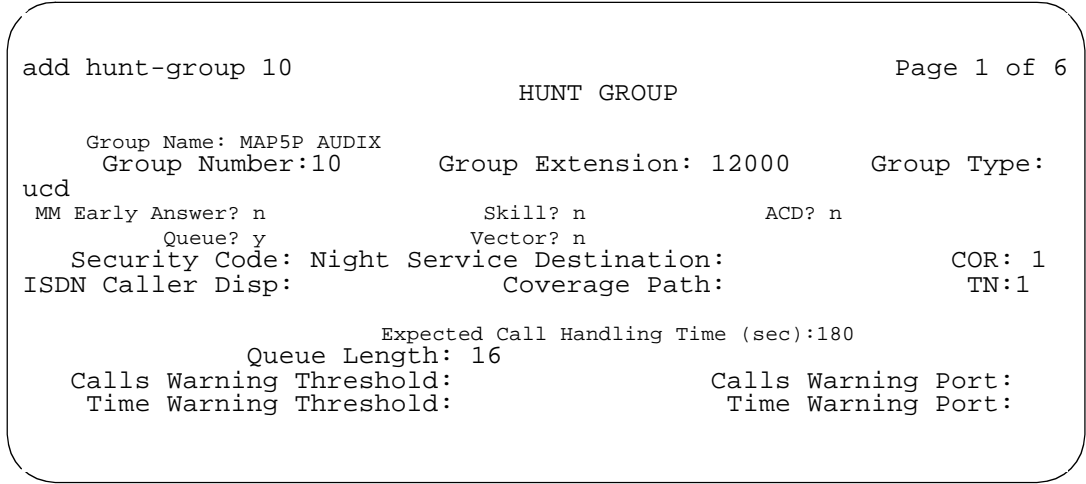 add hunt-group 10 Page 1 of 6
HUNT GROUP
Group Name: MAP5P AUDIX
Group Number:10 Group Extension: 12000 Group Type:
ucd
MM Early Answer? n Skill? n ACD? n
Queue? y Vector? n
Security Code: Night Service Destination: COR: 1
ISDN Caller Disp: Coverage Path: TN:1
Expected Call Handling Time (sec):180
Queue Length: 16
Calls Warning Threshold: Calls Warning Port:
Time Warning Threshold: Time Warning Port: